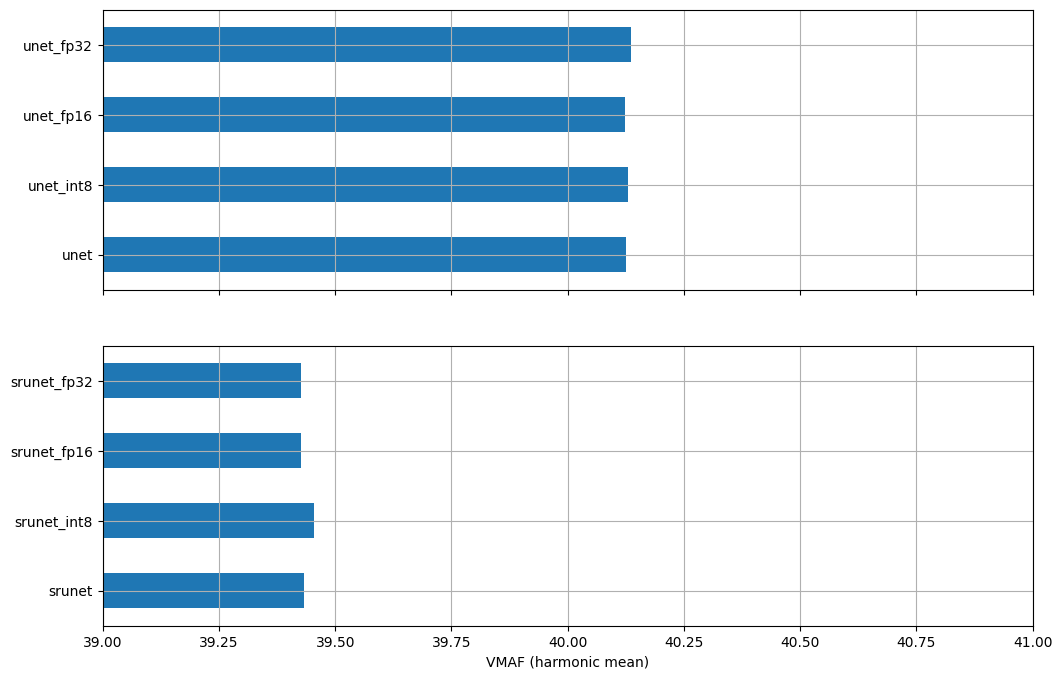 unet_fp32
unet_fp16
unet_int8
unet
srunet_fp32
srunet_fp16
srunet_int8
srunet
39.00 39.25 39.50 39.75 40.00 40.25 40.50 40.75 41.00
VMAF (harmonic mean)